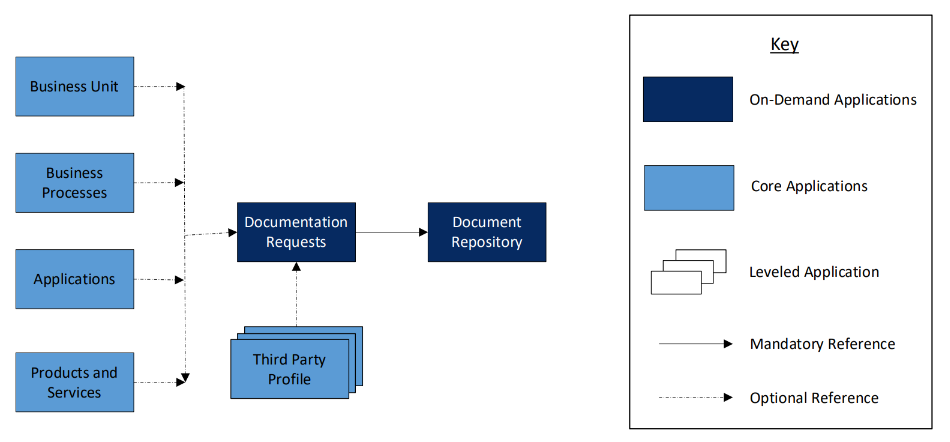 Business Unit
Business
Processes
Applications
Products and
Services
Documentation
Requests
Document
Repository
Third Party
Profile
Key
On-Demand Applications
Core Applications
Leveled Application
Mandatory Reference
Optional Reference